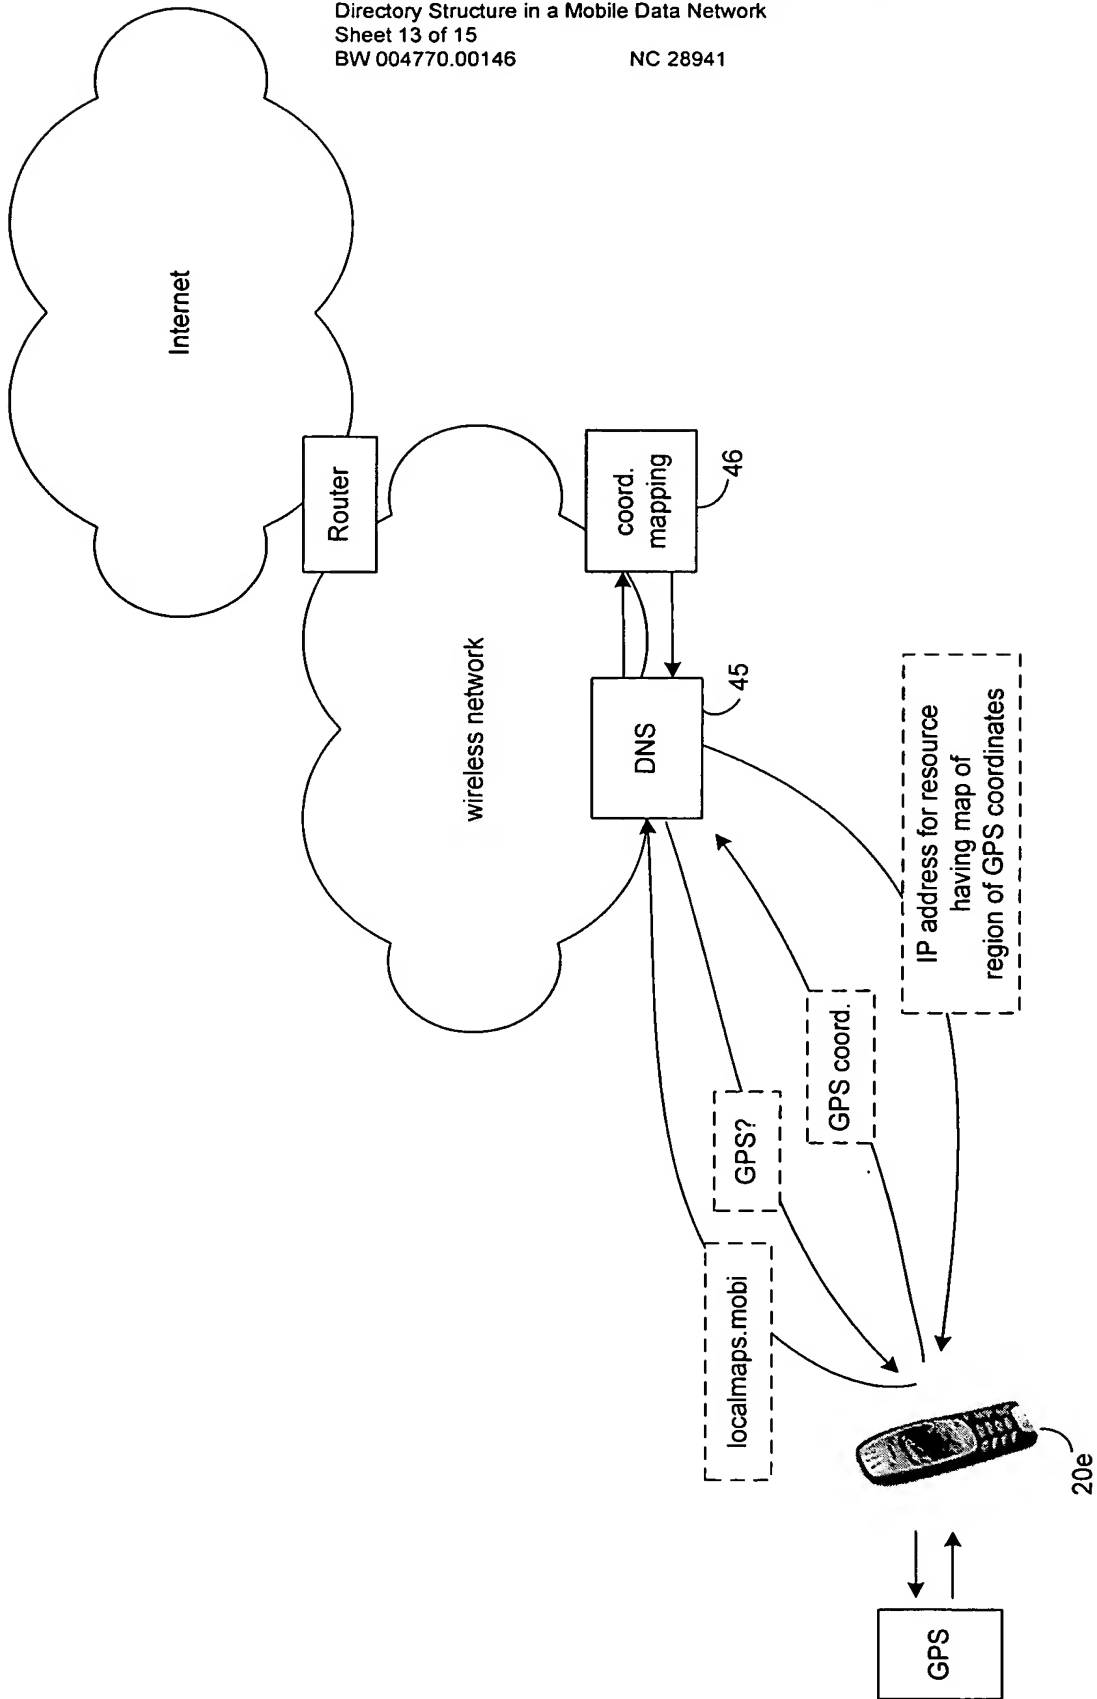 Directory Structure in a Mobile Data Network
Sheet 13 of 15
BW 004770.00146 NC 28941
Internet
Router
wireless network
coord.
mapping
46
DNS
45
IP address for resource
having map of
region of GPS coordinates
GPS coord.
GPS?
localmaps.mobi
20e
GPS